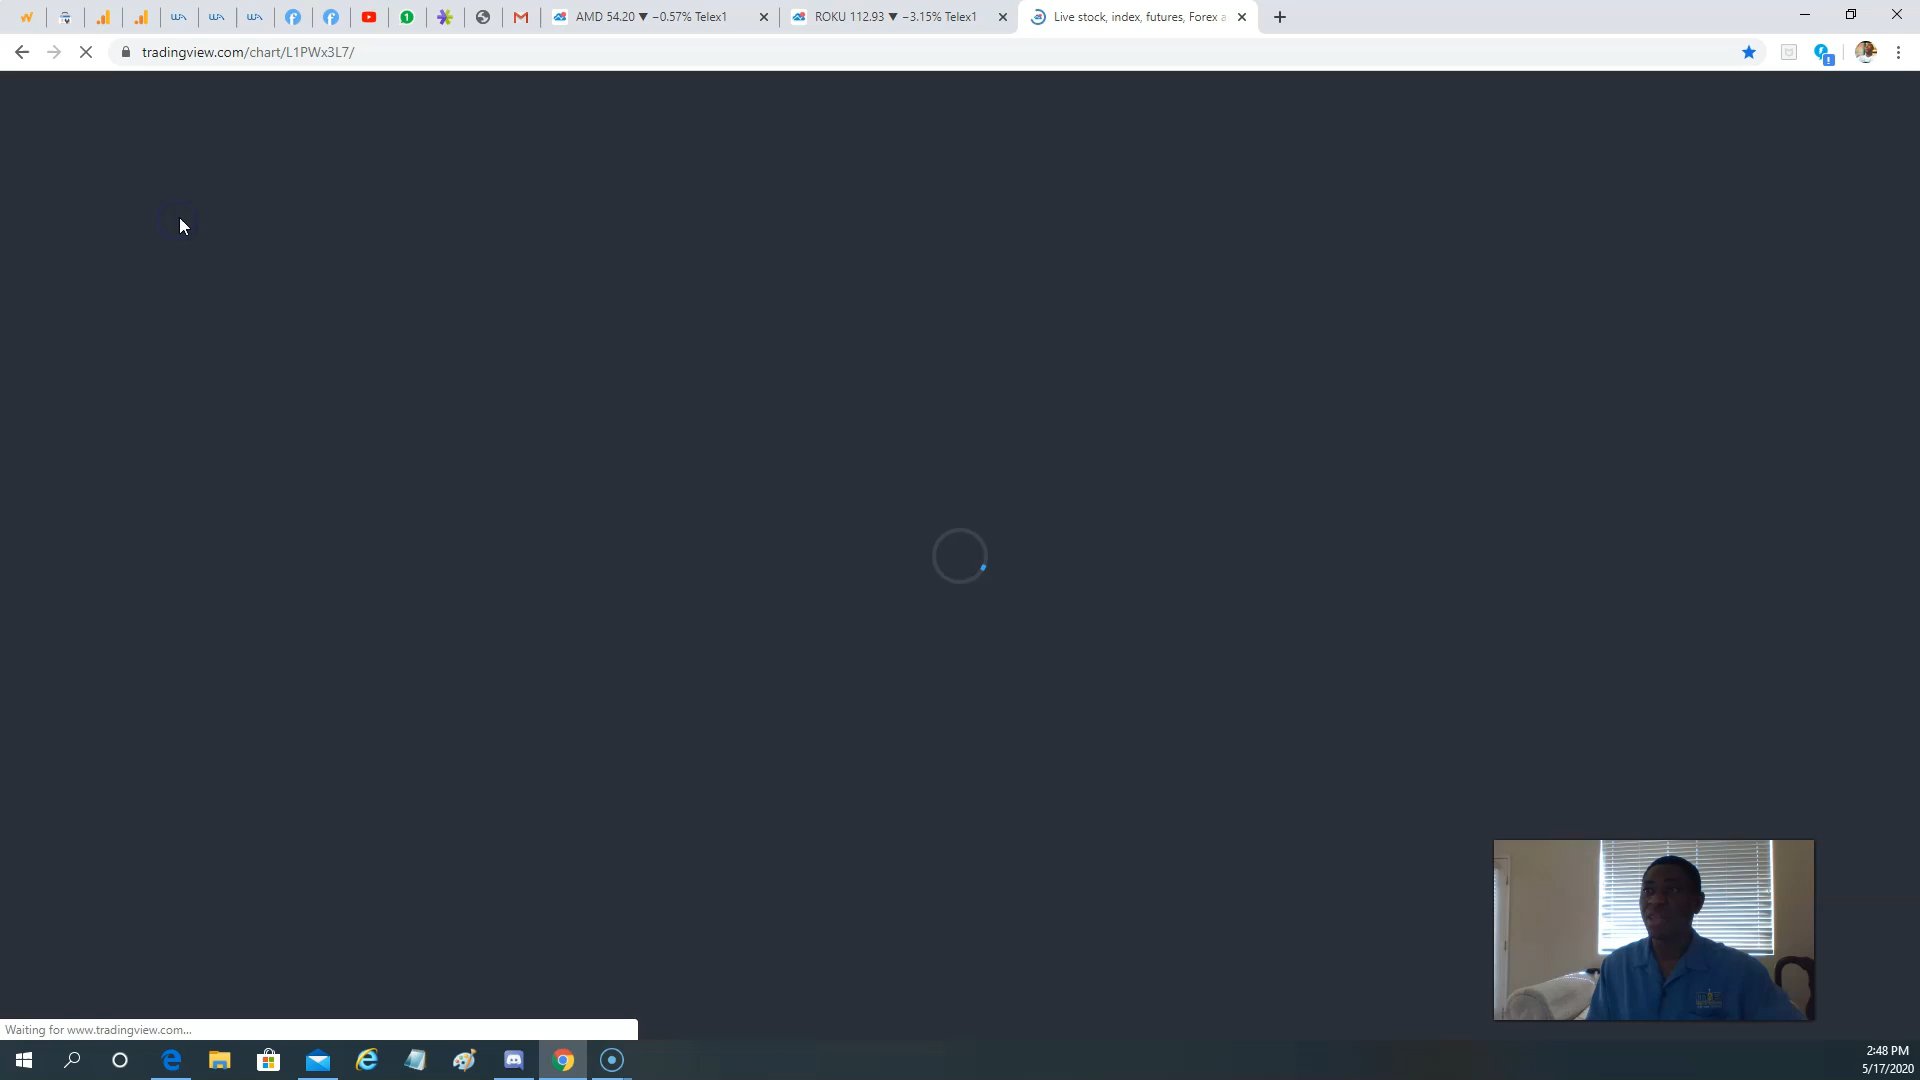 AMD 54.20 ▼ −0.57% Telex1
ROKU 112.93 ▼ −3.15% Telex1
Live stock, index, futures, Forex a
tradingview.com/chart/L1PWx3L7/
Waiting for www.tradingview.com...
2:48 PM
5/17/2020